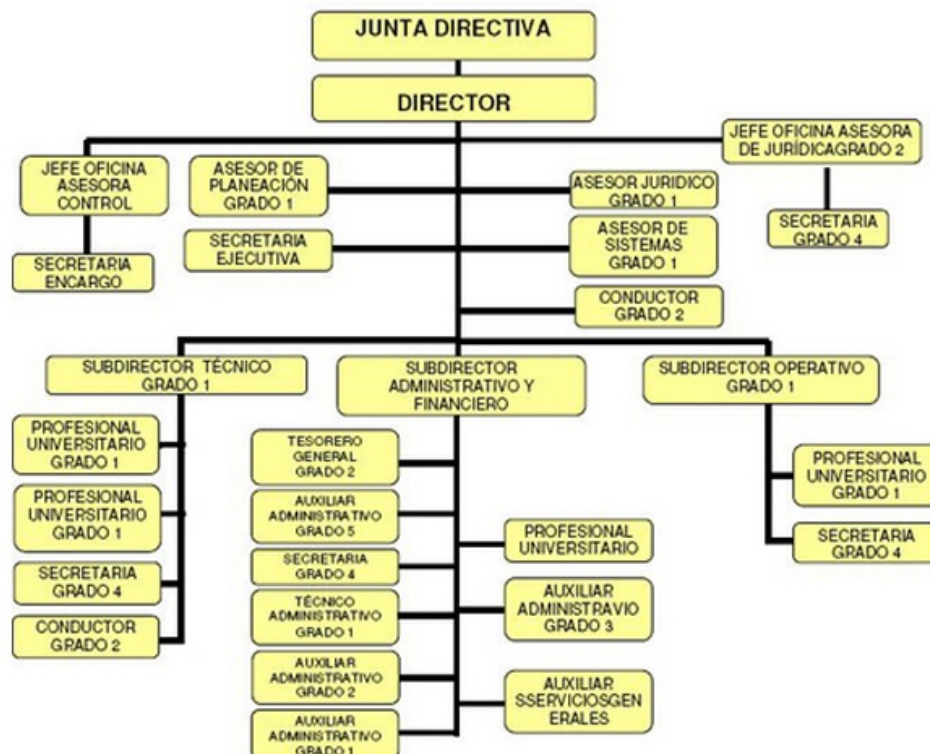 JUNTA DIRECTIVA
DIRECTOR
JEFE OFICINA
ASESORA
CONTROL
SECRETARIA
ENCARGO
ASESOR DE
PLANEACIÓN
GRADO 1
SECRETARIA
EJECUTIVA
ASESOR JURIDICO
GRADO 1
ASESOR DE
SISTEMAS
GRADO 1
CONDUCTOR
GRADO 2
JEFE OFICINA ASESORA
DE JURÍDICAGRADO 2
SECRETARIA
GRADO 4
SUBDIRECTOR TÉCNICO
GRADO 1
PROFESIONAL
UNIVERSITARIO
GRADO 1
PROFESIONAL
UNIVERSITARIO
GRADO 1
SECRETARIA
GRADO 4
CONDUCTOR
GRADO 2
SUBDIRECTOR
ADMINISTRATIVO Y
FINANCIERO
TESORERO
GENERAL
GRADO 2
AUXILIAR
ADMINISTRATIVO
GRADO 5
SECRETARIA
GRADO 4
TÉCNICO
ADMINISTRATIVO
GRADO 1
AUXILIAR
ADMINISTRATIVO
GRADO 2
AUXILIAR
ADMINISTRATIVO
GRADO 1
PROFESIONAL
UNIVERSITARIO
AUXILIAR
ADMINISTRAVIO
GRADO 3
AUXILIAR
SSERVICIOSGEN
ERALES
SUBDIRECTOR OPERATIVO
GRADO 1
PROFESIONAL
UNIVERSITARIO
GRADO 1
SECRETARIA
GRADO 4